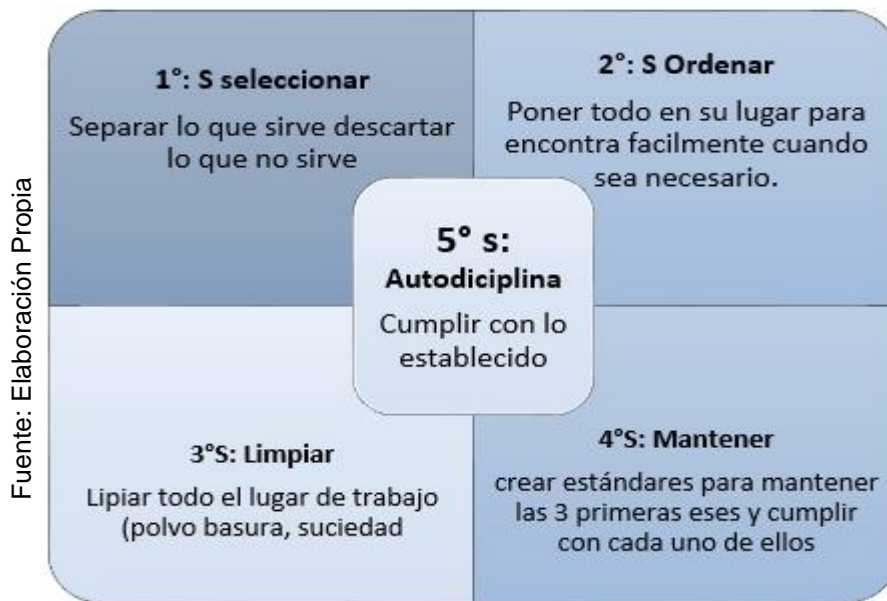 1°: S seleccionar
Separar lo que sirve descartar
lo que no sirve
2°: S Ordenar
Poner todo en su lugar para
encontra facilmente cuando
sea necesario.
5° s:
Autodiciplina
Cumplir con lo
establecido
3°S: Limpiar
Lipiar todo el lugar de trabajo
(polvo basura, suciedad
4°S: Mantener
crear estándares para mantener
las 3 primeras eses y cumplir
con cada uno de ellos
Fuente: Elaboración Propia